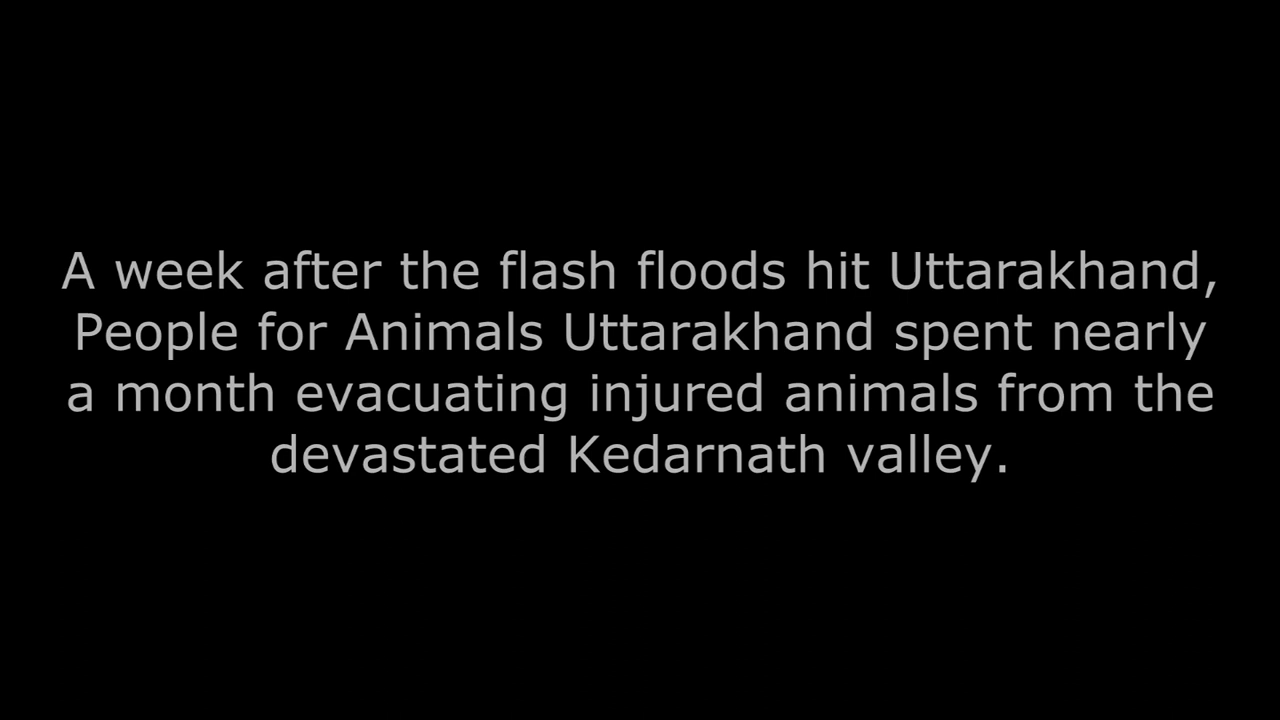 A week after the flash floods hit Uttarakhand,
People for Animals Uttarakhand spent nearly
a month evacuating injured animals from the
devastated Kedarnath valley.